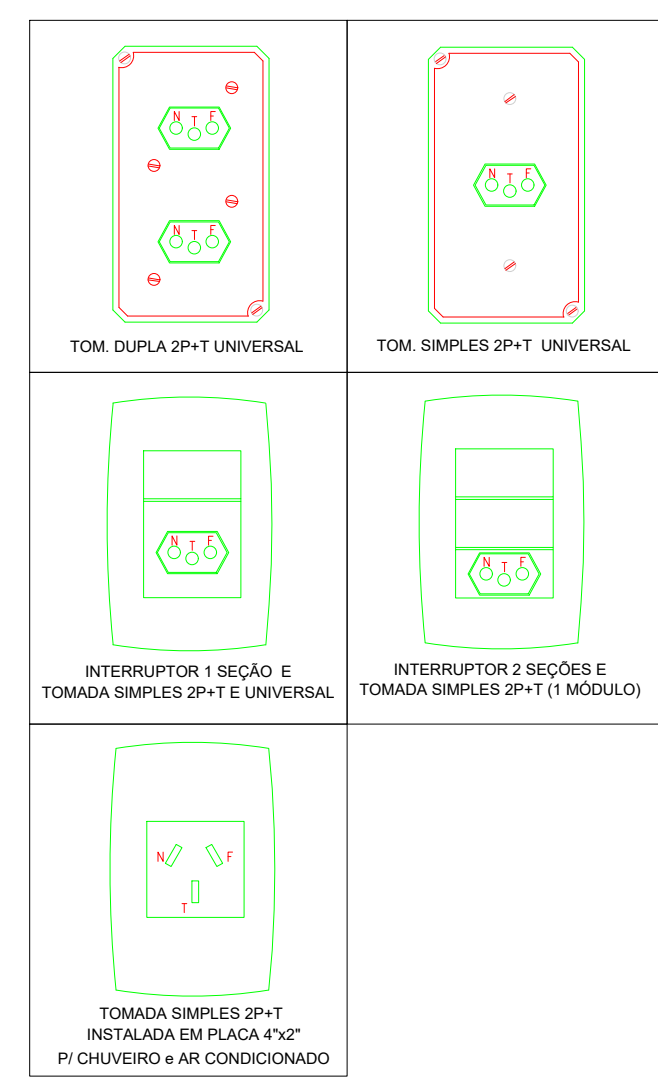 N T F
N T F
TOM. DUPLA 2P+T UNIVERSAL
N T F
TOM. SIMPLES 2P+T UNIVERSAL
N T F
INTERRUPTOR 1 SEÇÃO E
TOMADA SIMPLES 2P+T E UNIVERSAL
N T F
INTERRUPTOR 2 SEÇÕES E
TOMADA SIMPLES 2P+T (1 MÓDULO)
N F
T
TOMADA SIMPLES 2P+T
INSTALADA EM PLACA 4"x2"
P/ CHUVEIRO e AR CONDICIONADO